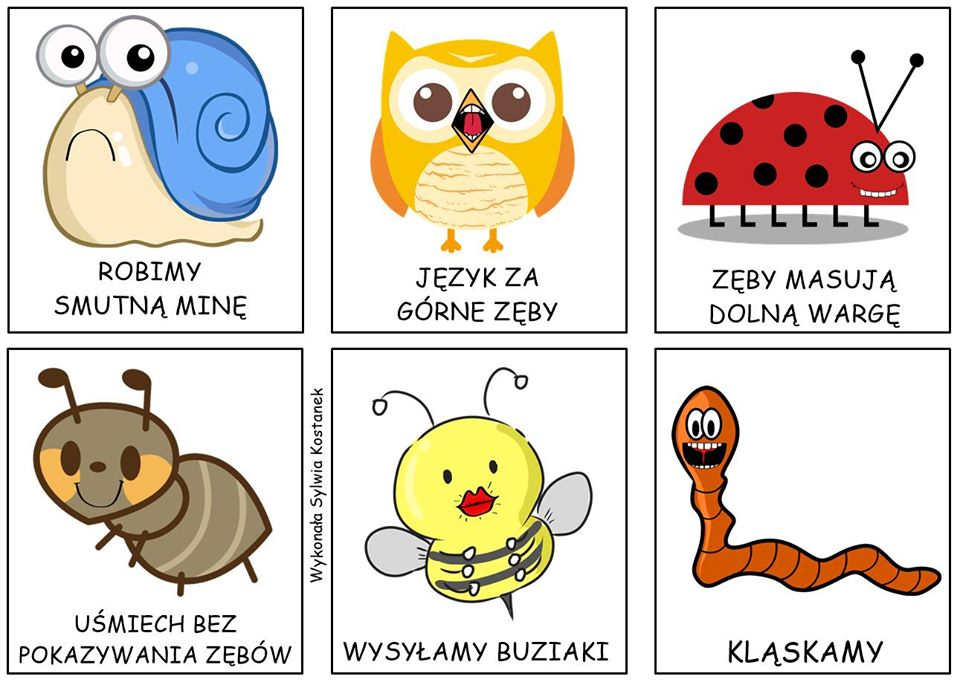 ROBIMY
SMUTNĄ MINĘ
JĘZYK ZA
GÓRNE ZĘBY
ZĘBY MASUJĄ
DOLNĄ WARGĘ
UŚMIECH BEZ
POKAZYWANIA ZĘBÓW
Wykonała Sylwia Kostanek
WYSYŁAMY BUZIAKI
KLĄSKAMY